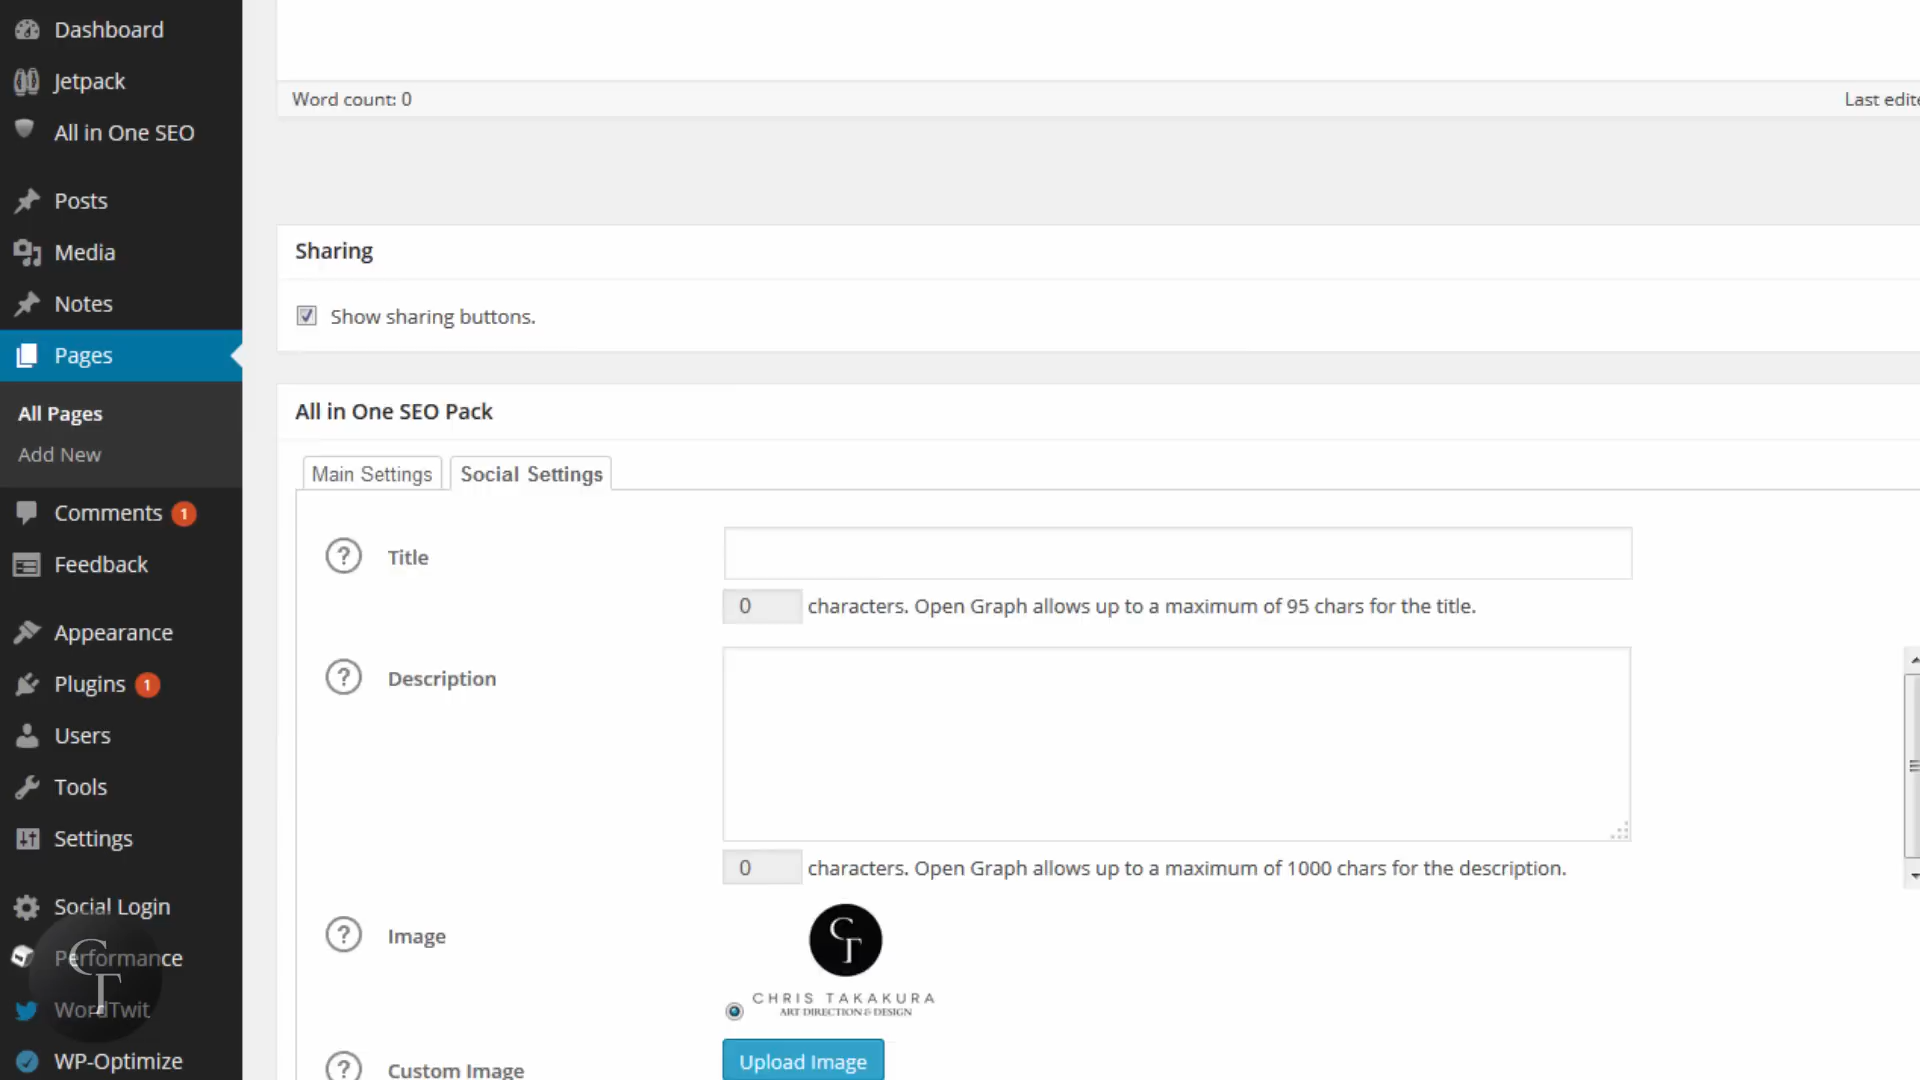 Dashboard
Jetpack
All in One SEO
Posts
Media
Notes
Pages
All Pages
Add New
Comments 1
Feedback
Appearance
Plugins 1
Users
Tools
Settings
Social Login
Performance
WordTwit
WP-Optimize
CT
Word count: 0
Last edite
Sharing
Show sharing buttons.
All in One SEO Pack
Main Settings
Social Settings
? Title
0 characters. Open Graph allows up to a maximum of 95 chars for the title.
? Description
0 characters. Open Graph allows up to a maximum of 1000 chars for the description.
? Image
CT
CHRIS TAKAKURA
ART DIRECTION & DESIGN
? Custom Image
Upload Image